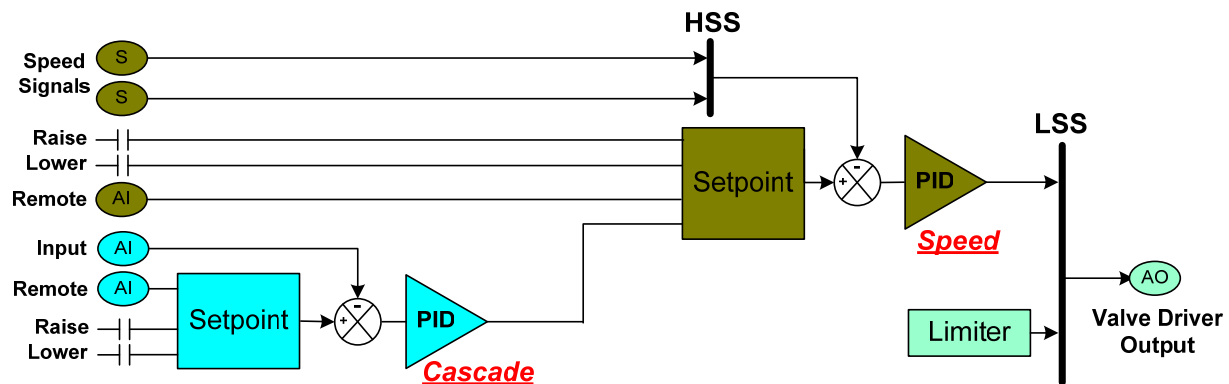 HSS
Speed
Signals
S
S
Raise
Lower
Remote
AI
Setpoint
PID
Speed
LSS
Input
AI
Remote
AI
Raise
Lower
Setpoint
PID
Cascade
Limiter
AO
Valve Driver
Output
- 
+
-
+